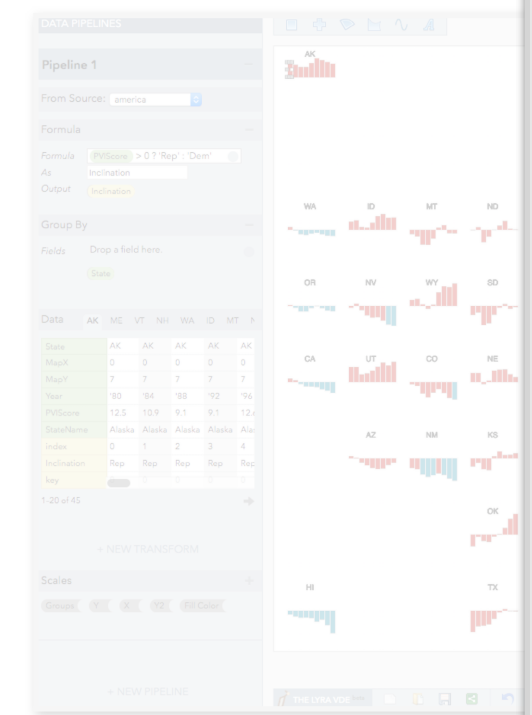 DATA PIPELINES
Pipeline 1
From Source: america
Formula
Formula PVIScore > 0 ? 'Rep' : 'Dem'
As Inclination
Output Inclination
Group By
Fields Drop a field here.
State
Data AK ME VT NH WA ID MT
State AK AK AK AK AK
MapX 0 0 0 0 0
MapY 7 7 7 7 7
Year '80 '84 '88 '92 '96
PVIScore 12.5 10.9 9.1 9.1 12.
StateName Alaska Alaska Alaska Alaska Alas
index 0 1 2 3 4
Inclination Rep Rep Rep Rep Rep
key
1-20 of 45
+ NEW TRANSFORM
Scales
Groups Y X Y2 Fill Color
+ NEW PIPELINE
AK
WA ID MT ND
OR NV WY SD
CA UT CO NE
AZ NM KS
OK
HI TX
THE LYRA VDE